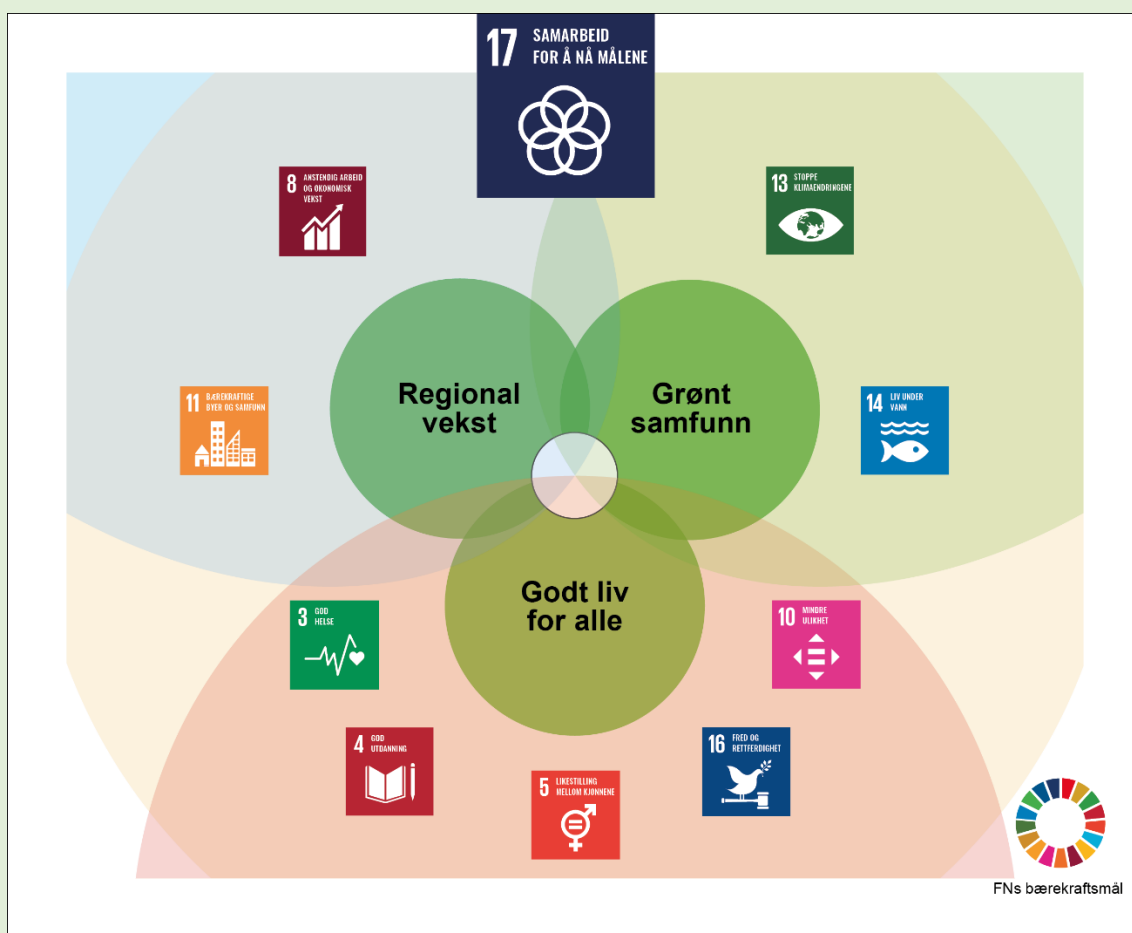 17 SAMARBEID
FOR Å NÅ MÅLENE
8 ANSTENDIG ARBEID
OG ØKONOMISK
VEKST
13 STOPPE
KLIMAENDRINGENE
11 BÆREKRAFTIGE
BYER OG SAMFUNN
Regional
vekst
Grønt
samfunn
14 LIV UNDER
VANN
Godt liv
for alle
3 GOD
HELSE
10 MINDRE
ULIKHET
4 GOD
UTDANNING
5 LIKESTILLING
MELLOM KJØNNENE
16 FRED OG
RETTFERDIGHET
FNs bærekraftsmål